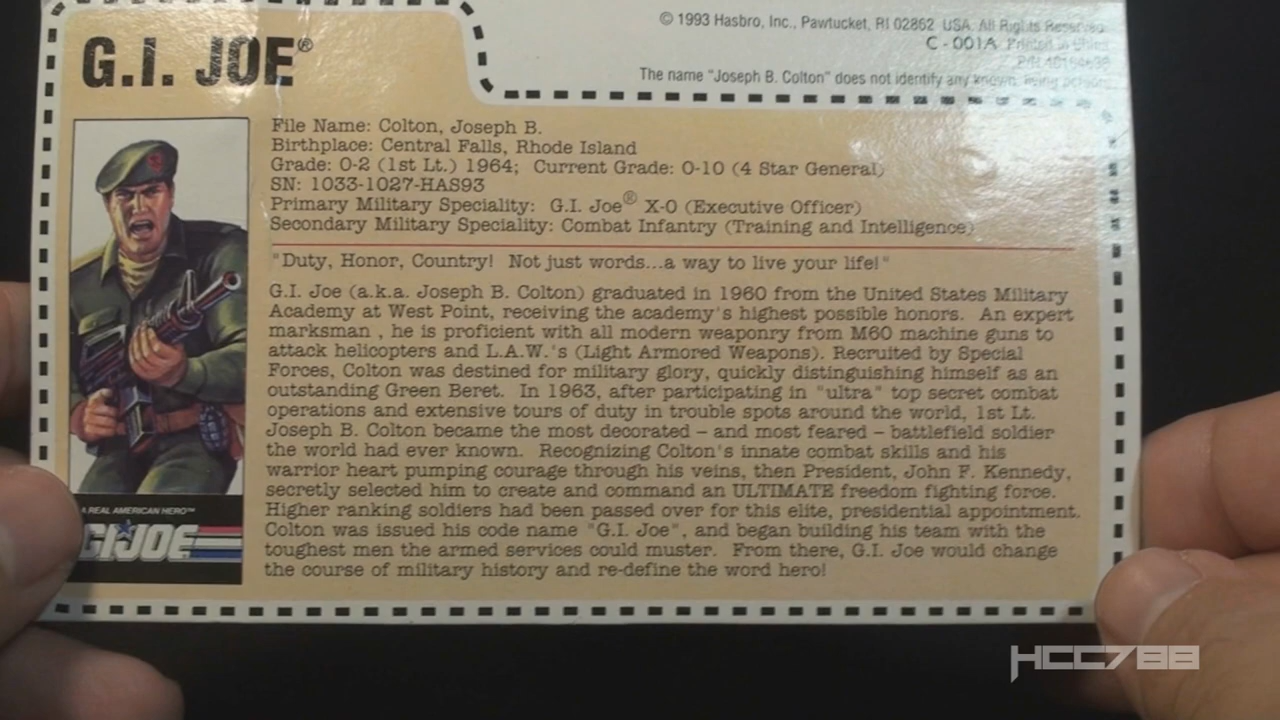 © 1993 Hasbro, Inc., Pawtucket, RI 02862 USA. All Rights Reserved.
C - 001A Printed in China
P/N
The name "Joseph B. Colton" does not identify any known living person.
G.I. JOE®
File Name: Colton, Joseph B.
Birthplace: Central Falls, Rhode Island
Grade: O-2 (1st Lt.) 1964; Current Grade: O-10 (4 Star General)
SN: 1033-1027-HAS93
Primary Military Speciality: G.I. Joe® X-O (Executive Officer)
Secondary Military Speciality: Combat Infantry (Training and Intelligence)
"Duty, Honor, Country! Not just words...a way to live your life!"
G.I. Joe (a.k.a. Joseph B. Colton) graduated in 1960 from the United States Military
Academy at West Point, receiving the academy's highest possible honors. An expert
marksman , he is proficient with all modern weaponry from M60 machine guns to
attack helicopters and L.A.W.'s (Light Armored Weapons). Recruited by Special
Forces, Colton was destined for military glory, quickly distinguishing himself as an
outstanding Green Beret. In 1963, after participating in "ultra" top secret combat
operations and extensive tours of duty in trouble spots around the world, 1st Lt.
Joseph B. Colton became the most decorated – and most feared – battlefield soldier
the world had ever known. Recognizing Colton's innate combat skills and his
warrior heart pumping courage through his veins, then President, John F. Kennedy,
secretly selected him to create and command an ULTIMATE freedom fighting force.
Higher ranking soldiers had been passed over for this elite, presidential appointment.
Colton was issued his code name "G.I. Joe", and began building his team with the
toughest men the armed services could muster. From there, G.I. Joe would change
the course of military history and re-define the word hero!
A REAL AMERICAN HERO™
GIJOE
HCC788